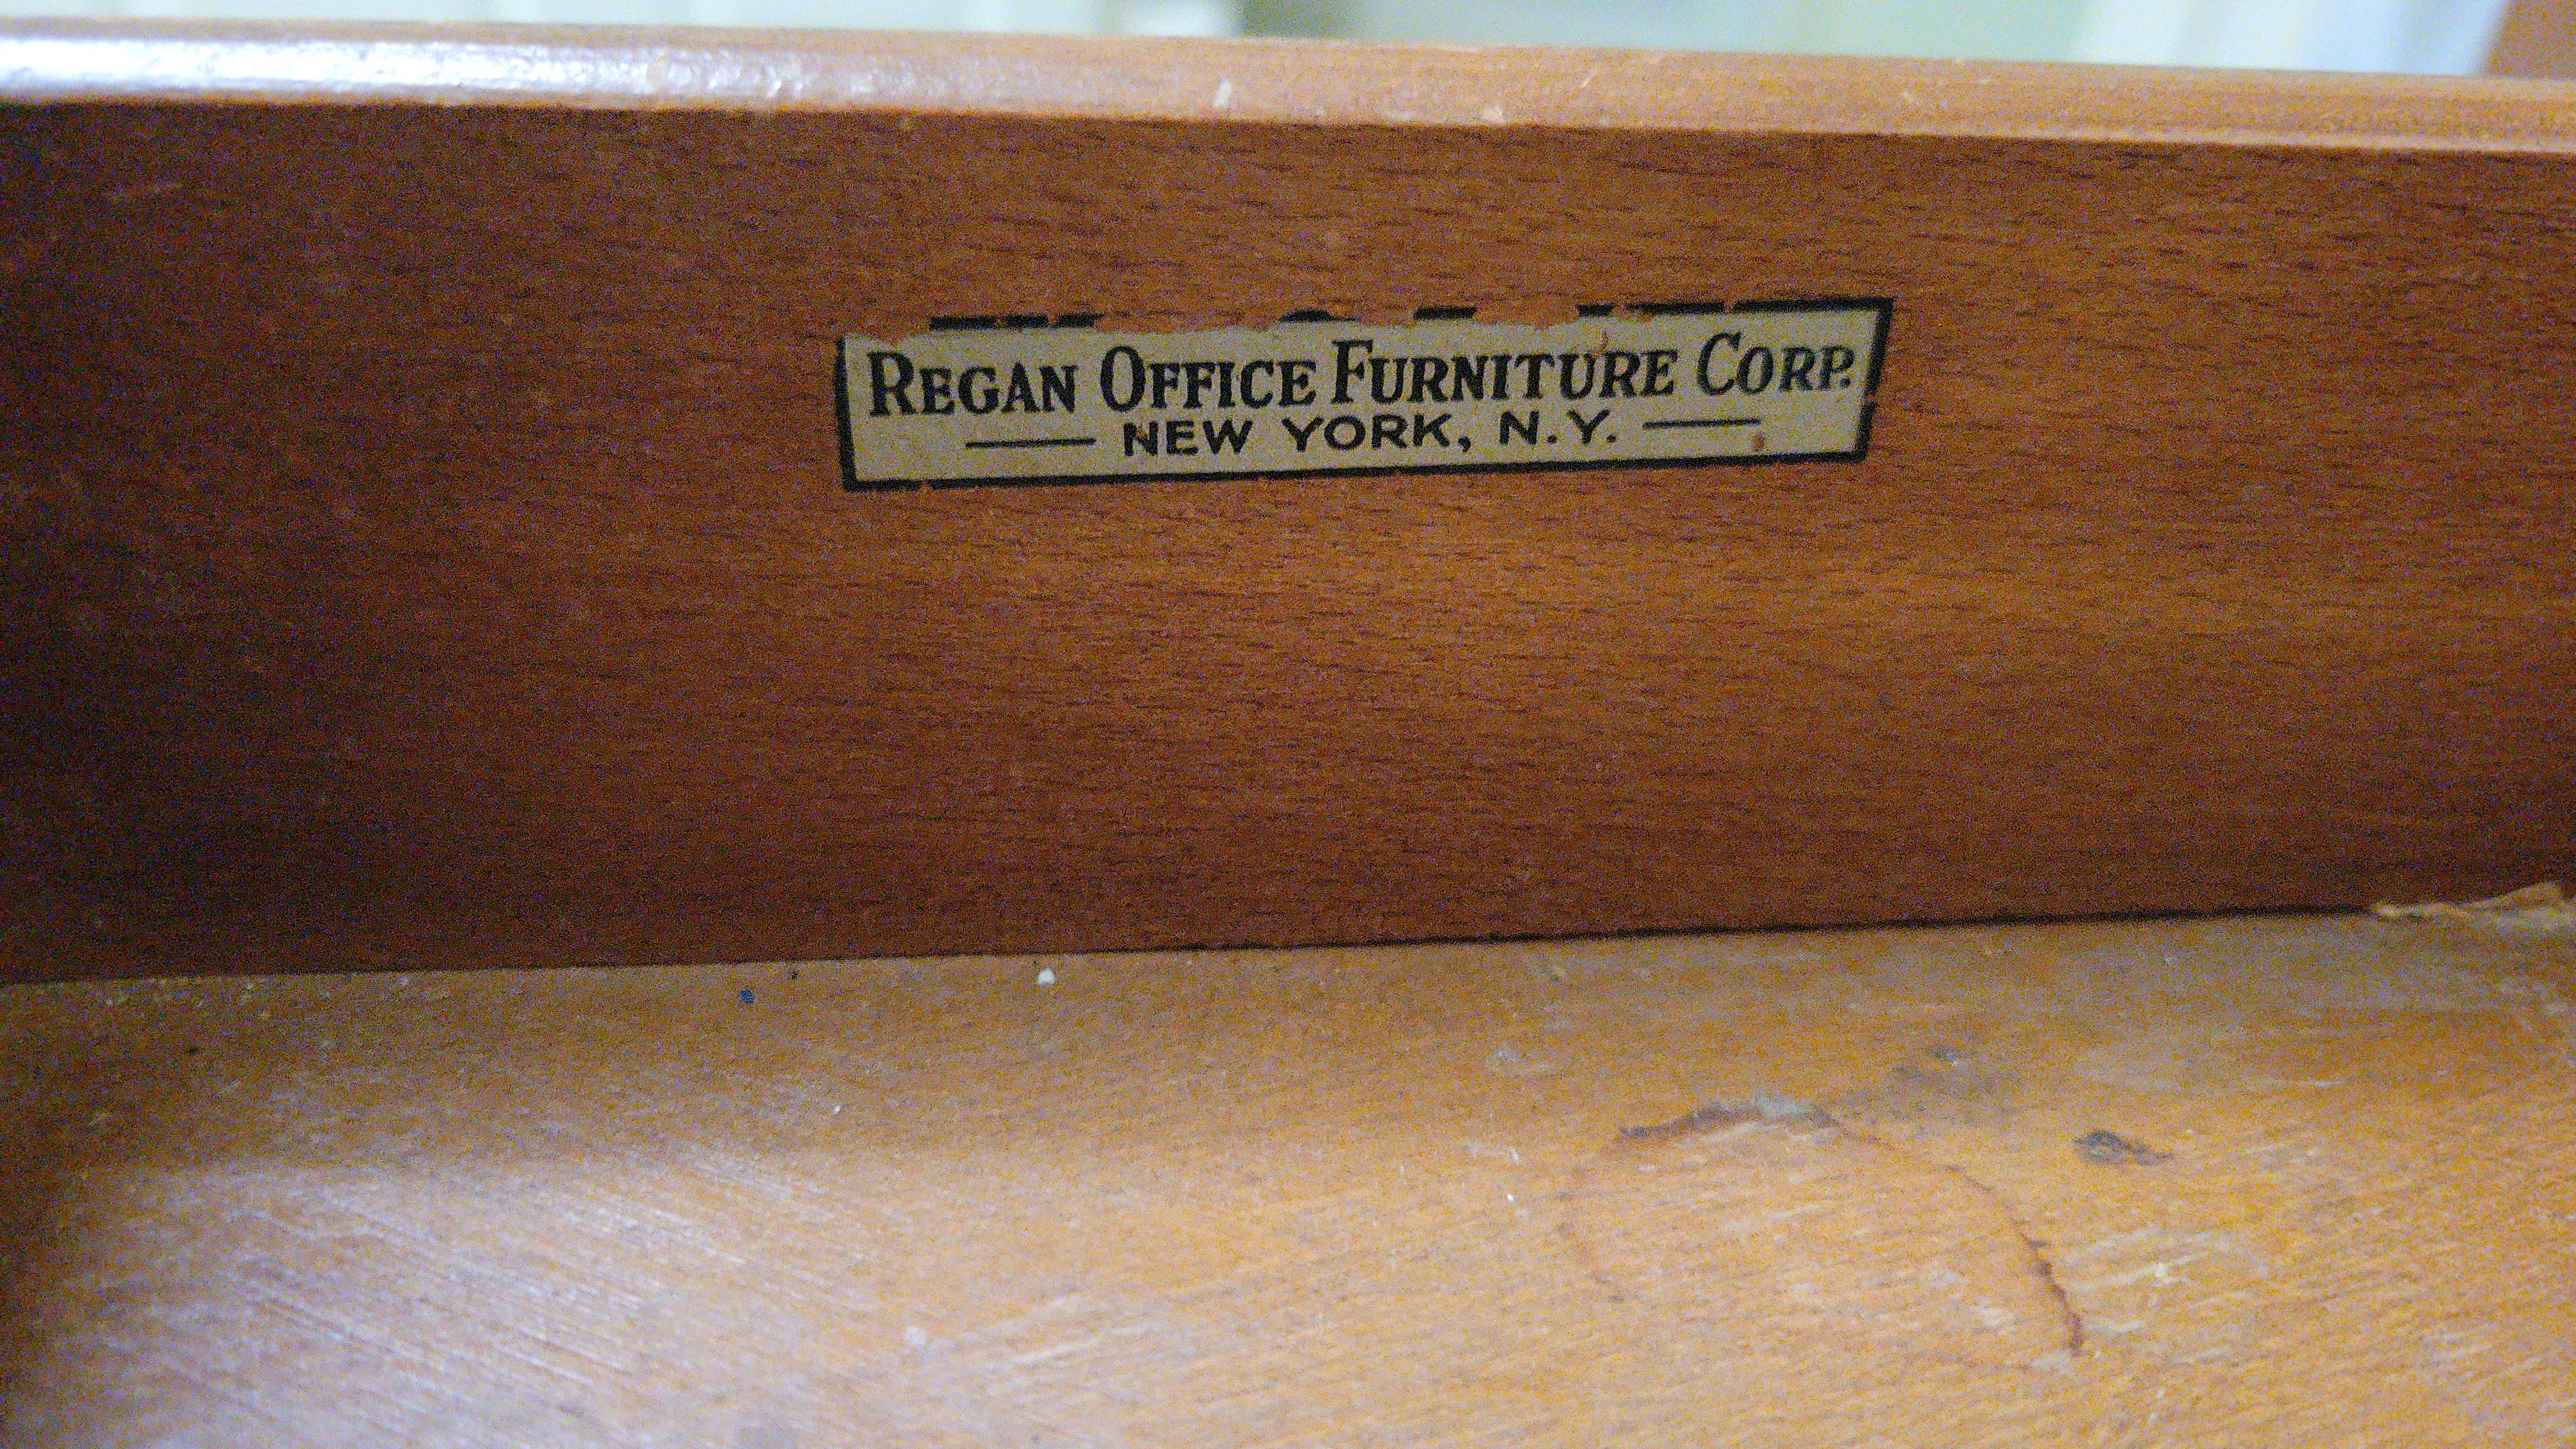 REGAN OFFICE FURNITURE CORP.
NEW YORK, N.Y.